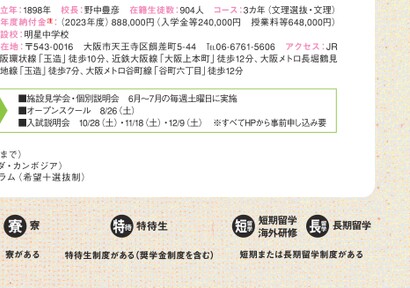 立年:1898年 校長:野中豊彦 在籍生徒数:904人 コース:3カ年（文理選抜・文理）
年度納付金:（2023年度）888,000円（入学金等240,000円 授業料等648,000円）
設校:明星中学校
在地:〒543-0016 大阪市天王寺区餌差町5-44 TEL06-6761-5606 アクセス:JR
阪環状線「玉造」徒歩10分、近鉄大阪線「大阪上本町」徒歩12分、大阪メトロ長堀鶴見
地線「玉造」徒歩7分、大阪メトロ谷町線「谷町六丁目」徒歩12分
■施設見学会・個別説明会 6月〜7月の毎週土曜日に実施
■オープンスクール 8/26（土）
■入試説明会 10/28（土）・11/18（土）・12/9（土） ※すべてHPから事前申し込み要
まで）
ダ・カンボジア）
ラム（希望＋選抜制）
寮 寮
特待 特待生
短留学 短期留学 海外研修
長留学 長期留学
寮がある
特待生制度がある（奨学金制度を含む）
短期または長期留学制度がある